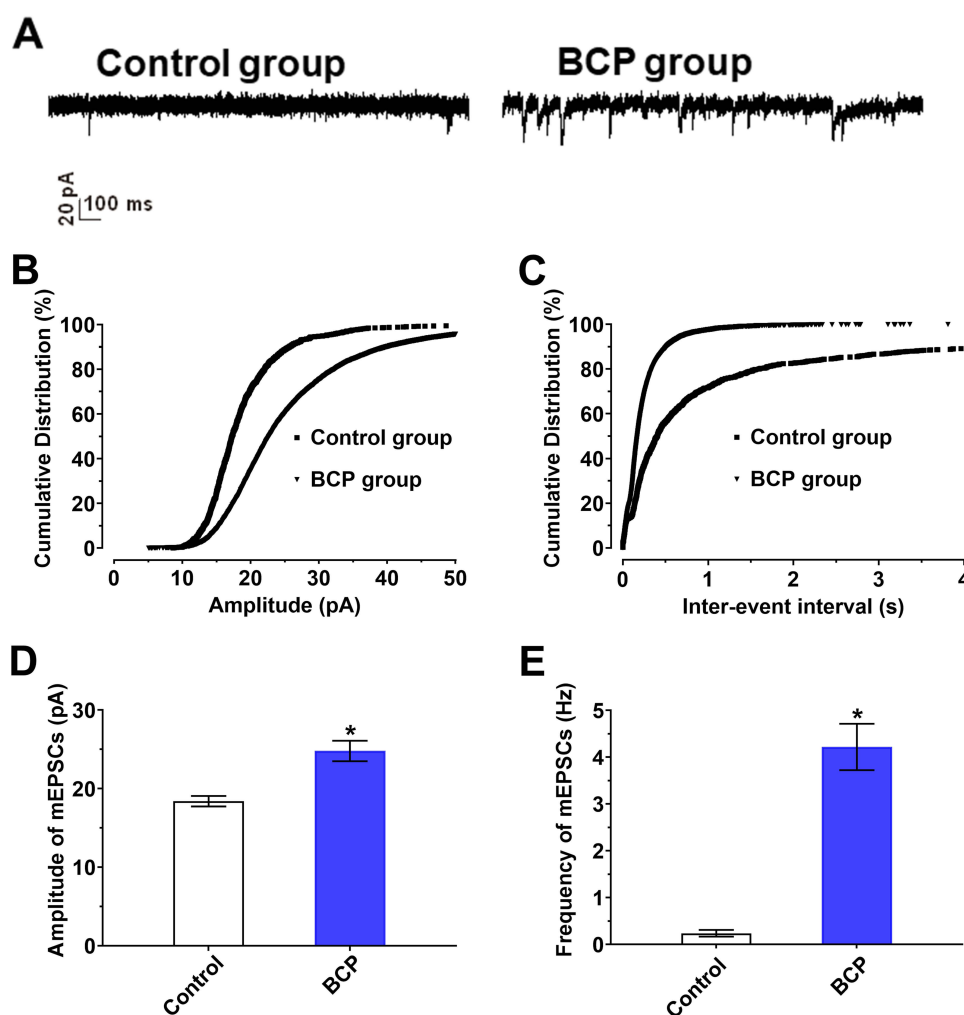 A
Control group
BCP group
20 pA
100 ms
B
Cumulative Distribution (%)
100
80
60
40
20
0
Control group
BCP group
0 10 20 30 40 50
Amplitude (pA)
C
Cumulative Distribution (%)
100
80
60
40
20
0
Control group
BCP group
0 1 2 3 4
Inter-event interval (s)
D
Amplitude of mEPSCs (pA)
30
20
10
0
*
Control
BCP
E
Frequency of mEPSCs (Hz)
5
4
3
2
1
0
*
Control
BCP